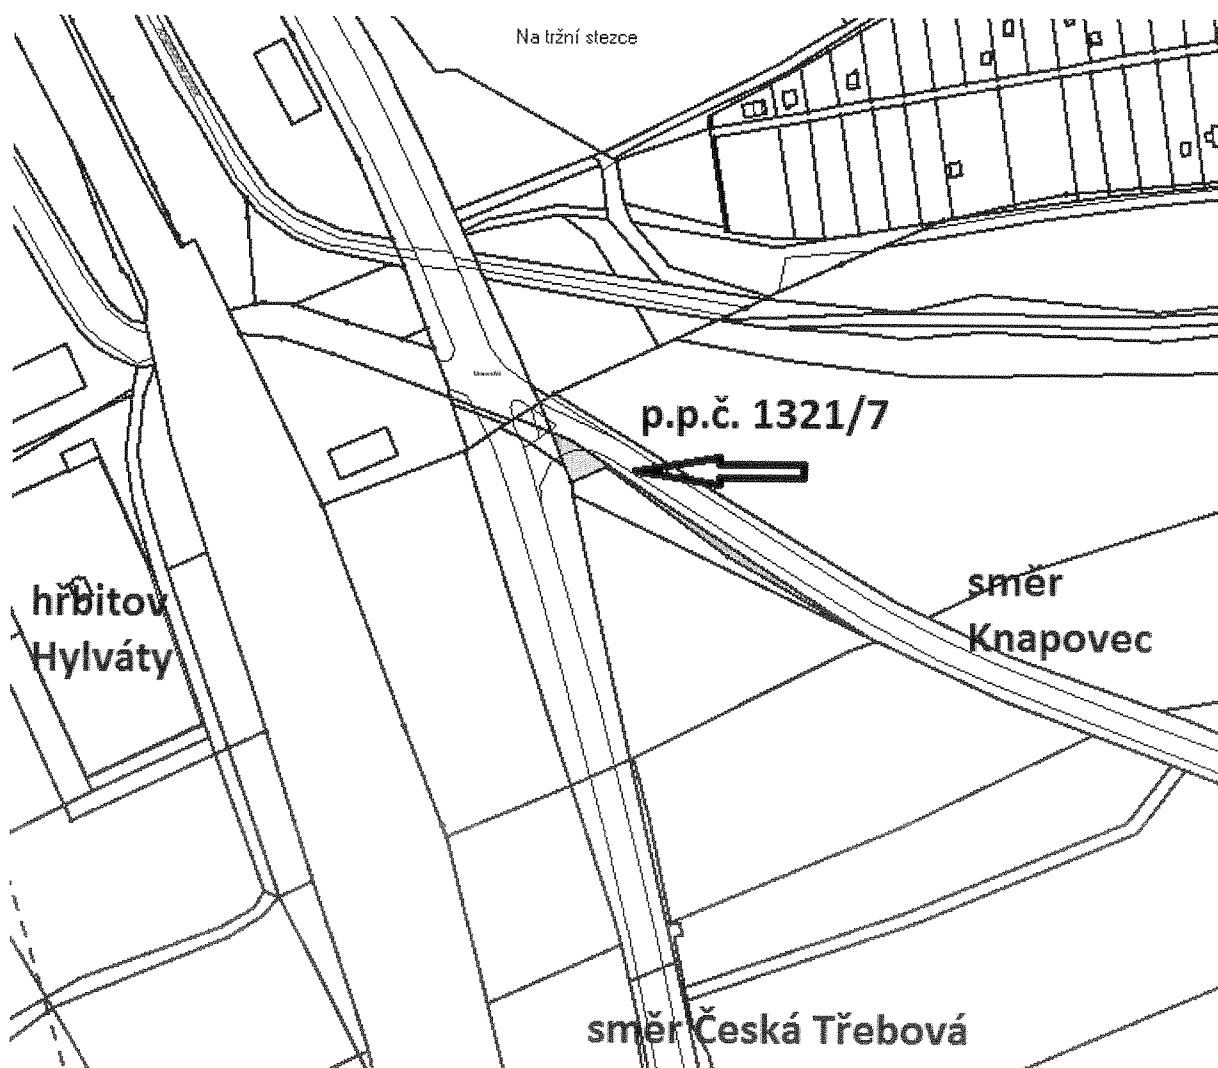 Na tržní stezce
p.p.č. 1321/7
směr
Knapovec
hřbitov
Hylváty
směr Česká Třebová